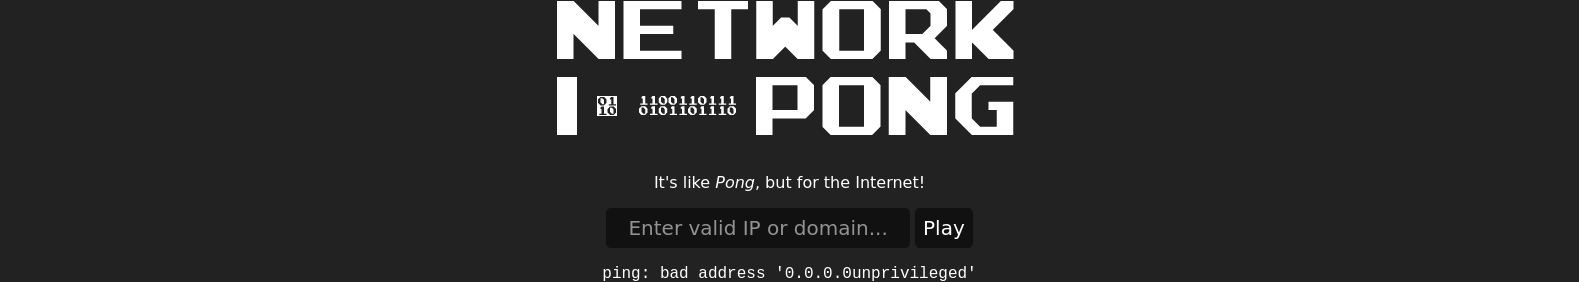 NETWORK
01 1100110111 PONG
10 0101101110
It's like Pong, but for the Internet!
Enter valid IP or domain... Play
ping: bad address '0.0.0.0unprivileged'